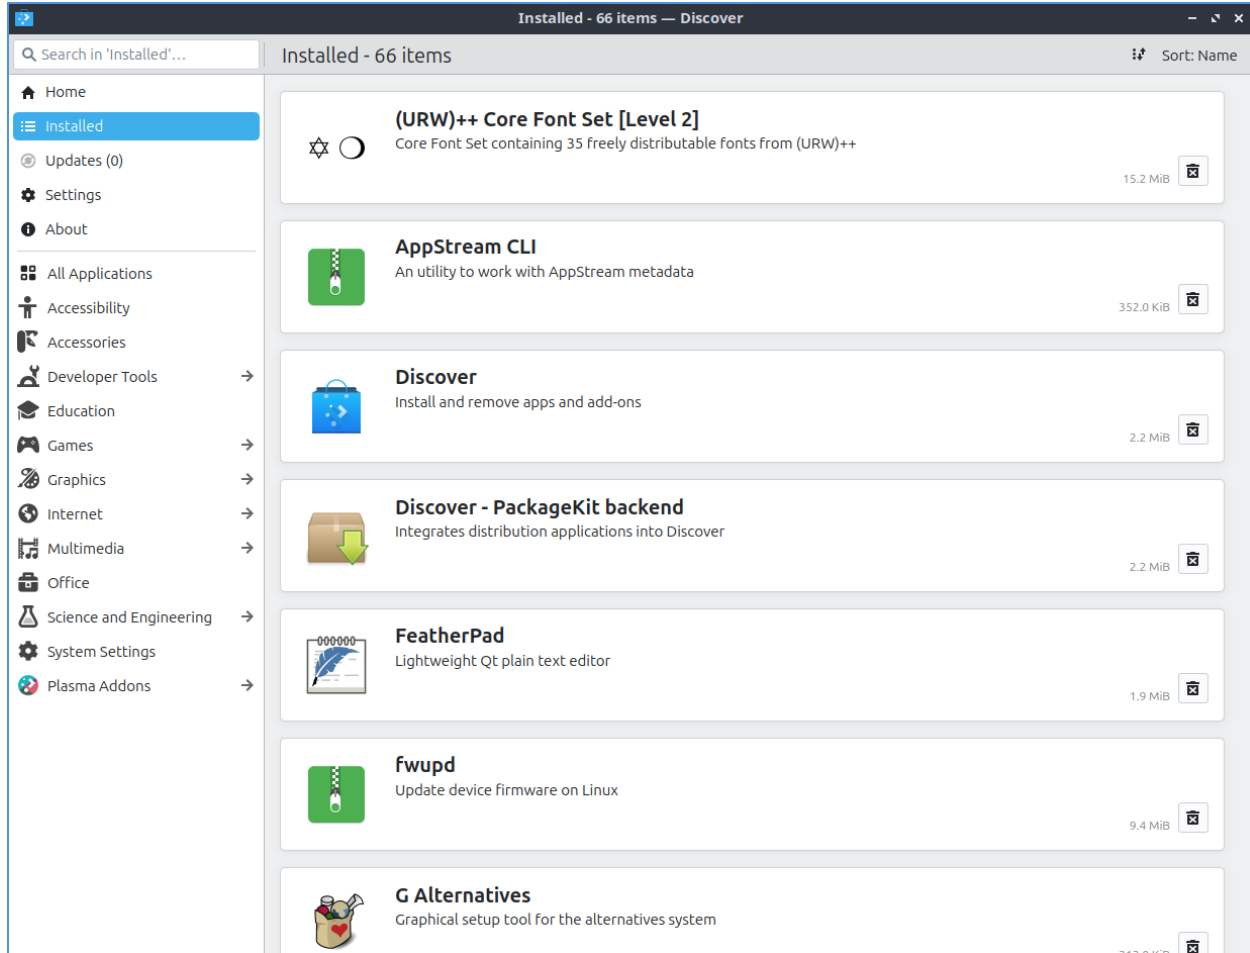 Installed - 66 items — Discover
Search in 'Installed'...
Installed - 66 items
Sort: Name
Home
Installed
Updates (0)
Settings
About
All Applications
Accessibility
Accessories
Developer Tools
Education
Games
Graphics
Internet
Multimedia
Office
Science and Engineering
System Settings
Plasma Addons
(URW)++ Core Font Set [Level 2]
Core Font Set containing 35 freely distributable fonts from (URW)++
15.2 MiB
AppStream CLI
An utility to work with AppStream metadata
352.0 KiB
Discover
Install and remove apps and add-ons
2.2 MiB
Discover - PackageKit backend
Integrates distribution applications into Discover
2.2 MiB
FeatherPad
Lightweight Qt plain text editor
1.9 MiB
fwupd
Update device firmware on Linux
9.4 MiB
G Alternatives
Graphical setup tool for the alternatives system